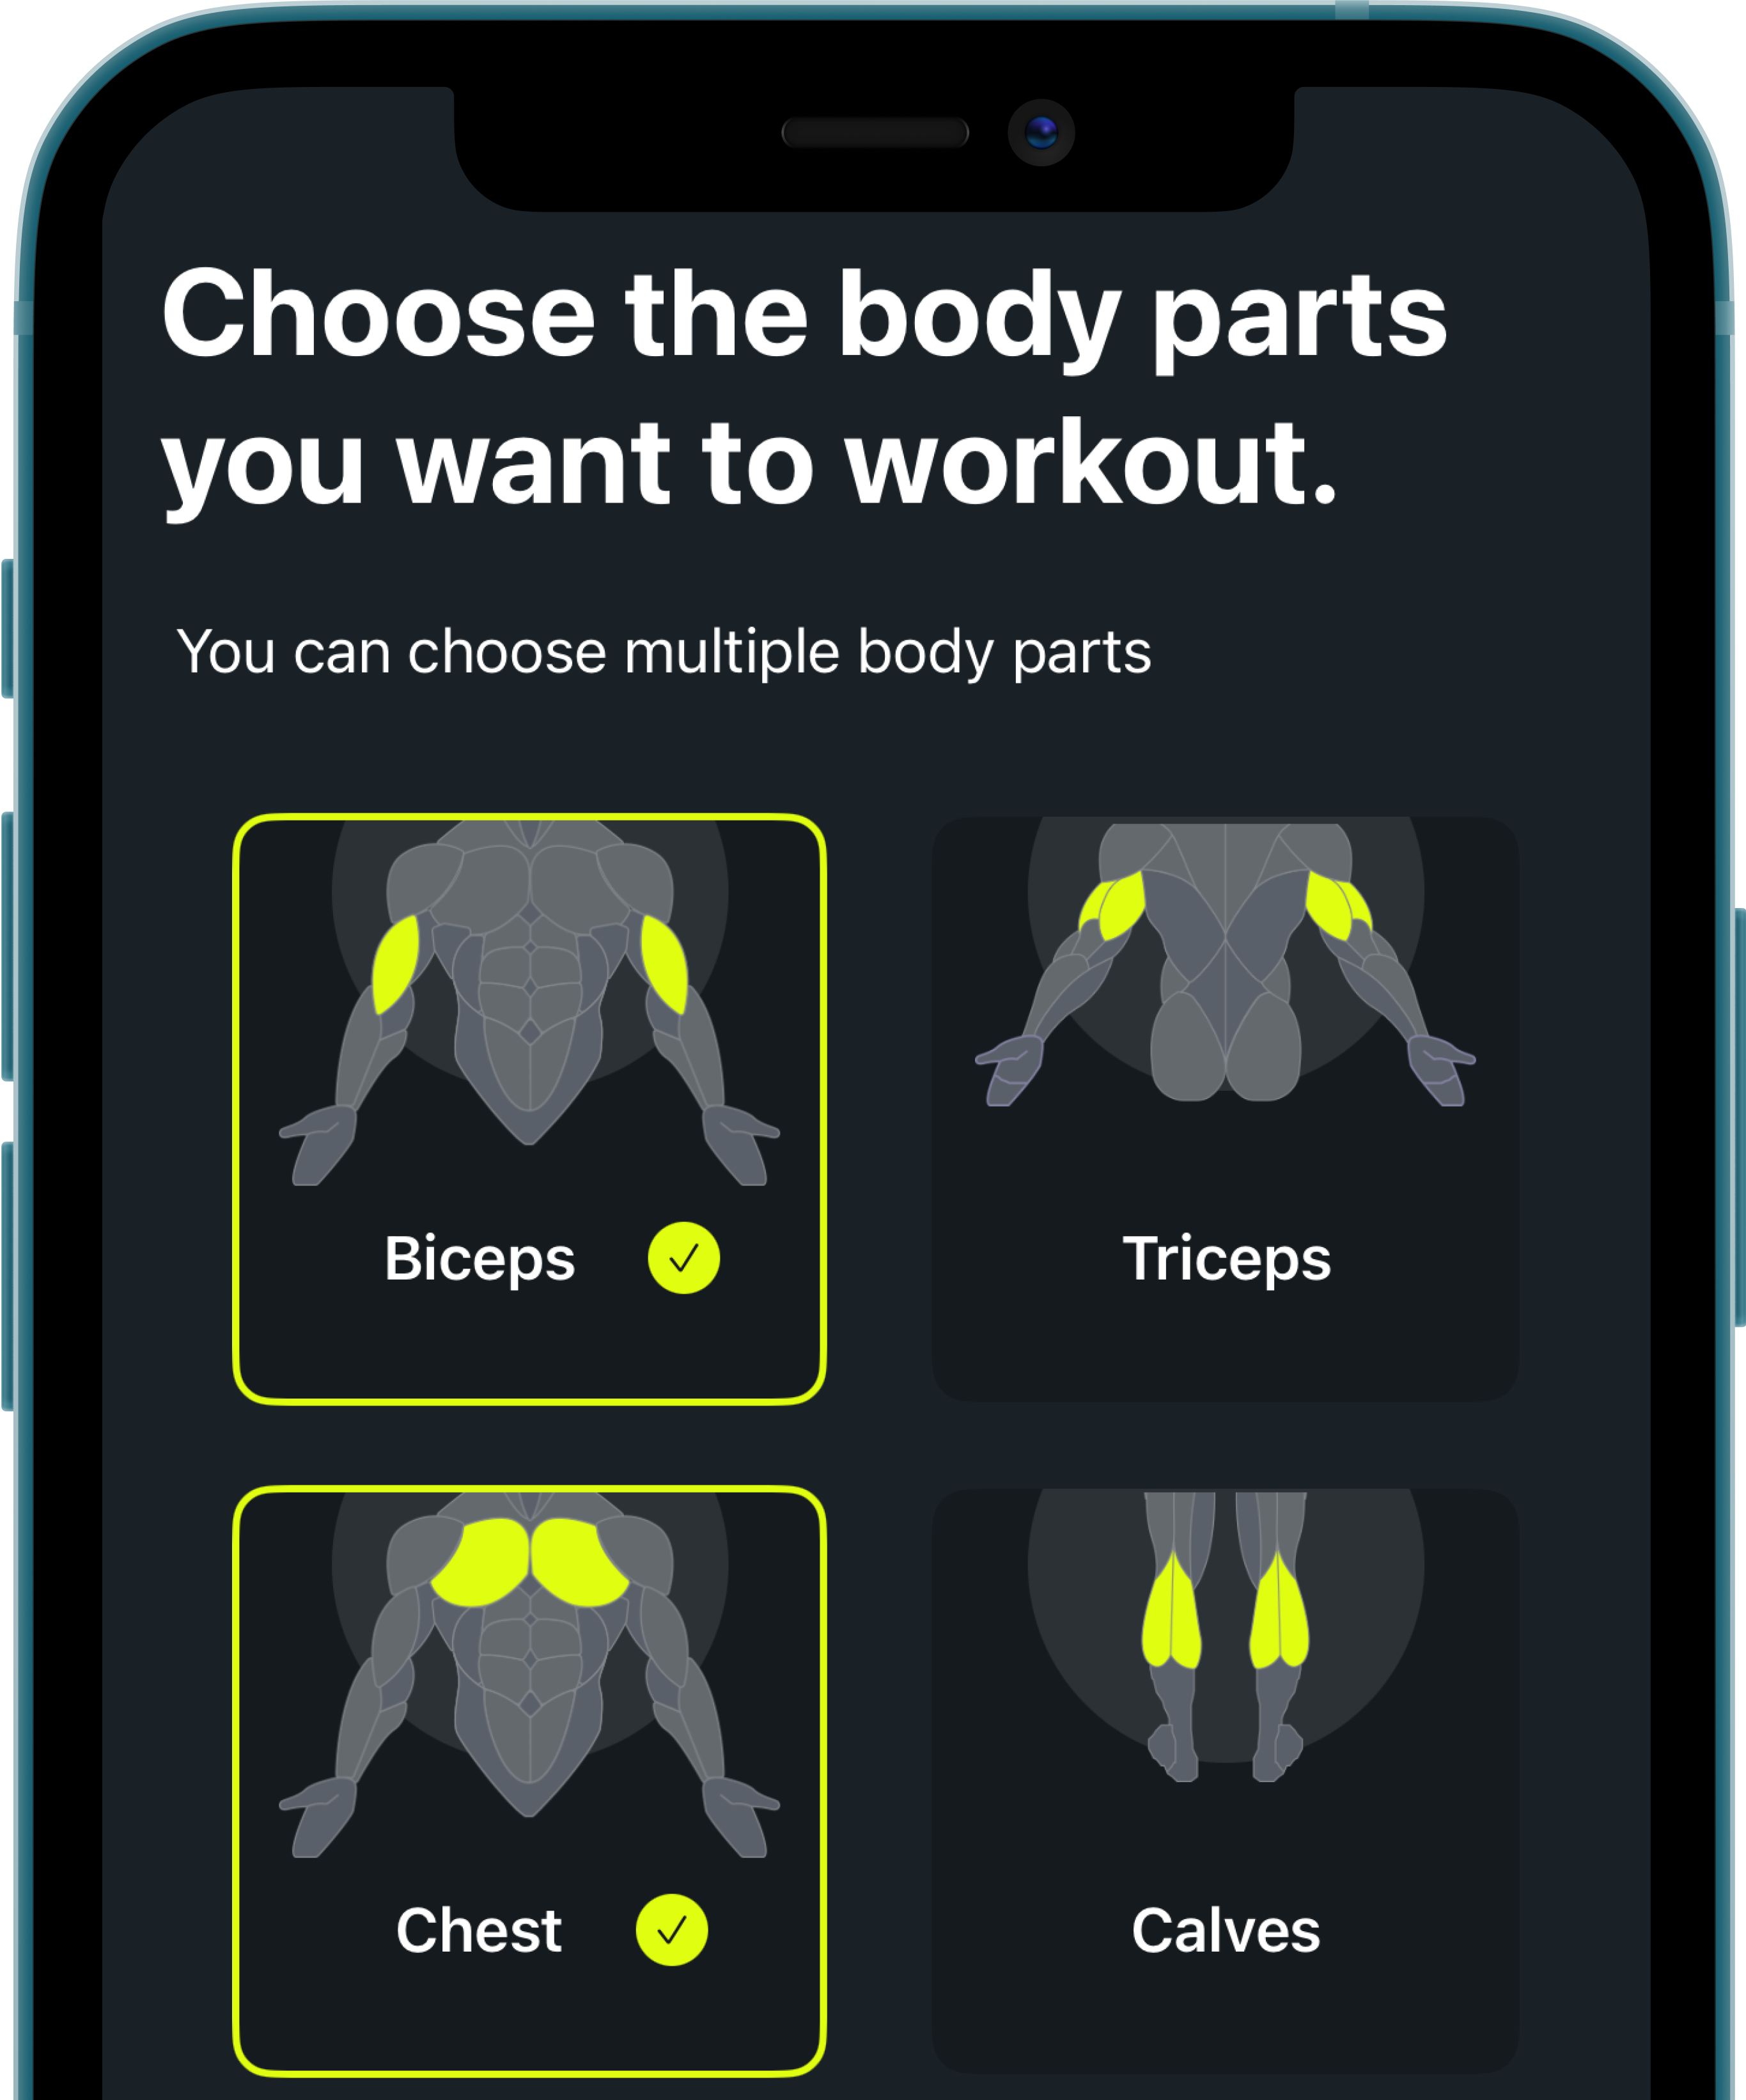 Choose the body parts
you want to workout.
You can choose multiple body parts
Biceps
Triceps
Chest
Calves